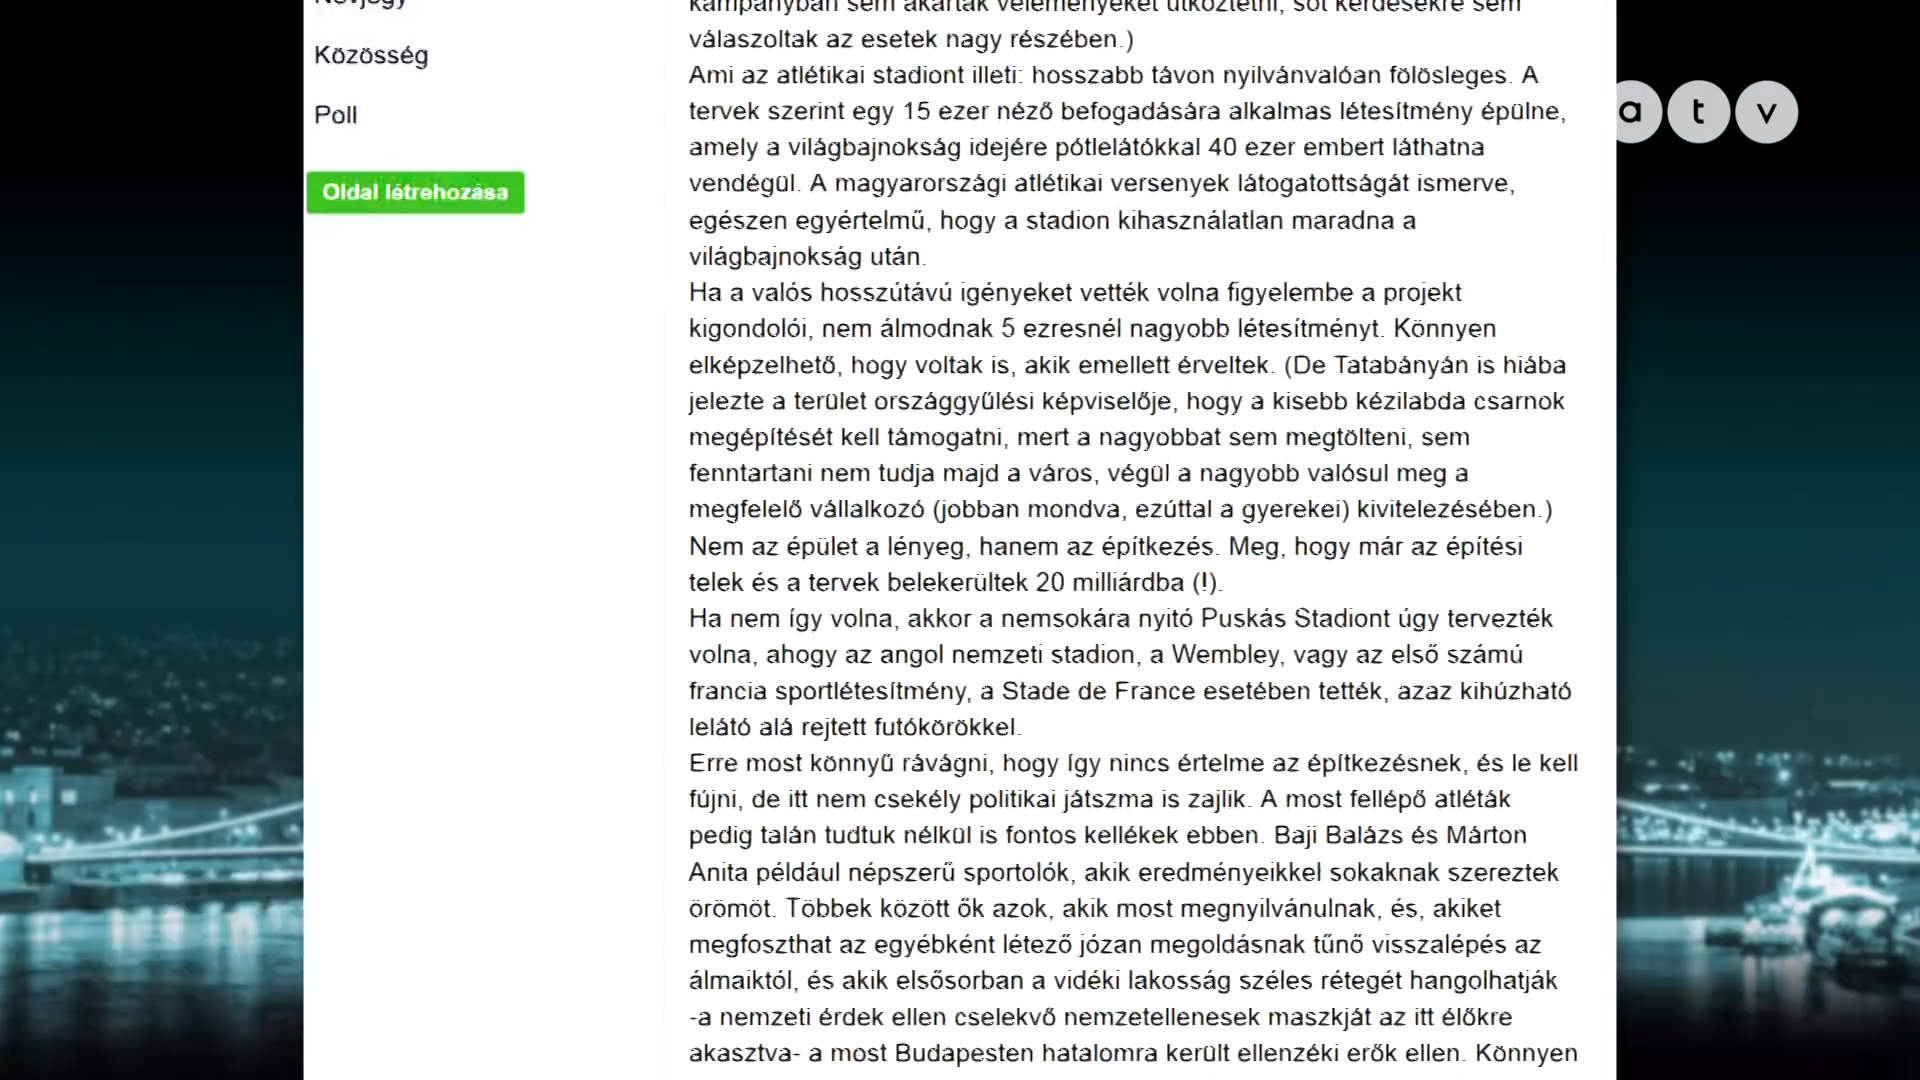 Névjegy
Közösség
Poll
Oldal létrehozása
kampányban sem akartak véleményeket ütköztetni, sőt kérdésekre sem
válaszoltak az esetek nagy részében.)
Ami az atlétikai stadiont illeti: hosszabb távon nyilvánvalóan fölösleges. A
tervek szerint egy 15 ezer néző befogadására alkalmas létesítmény épülne,
amely a világbajnokság idejére pótlelátókkal 40 ezer embert láthatna
vendégül. A magyarországi atlétikai versenyek látogatottságát ismerve,
egészen egyértelmű, hogy a stadion kihasználatlan maradna a
világbajnokság után.
Ha a valós hosszútávú igényeket vették volna figyelembe a projekt
kigondolói, nem álmodnak 5 ezresnél nagyobb létesítményt. Könnyen
elképzelhető, hogy voltak is, akik emellett érveltek. (De Tatabányán is hiába
jelezte a terület országgyűlési képviselője, hogy a kisebb kézilabda csarnok
megépítését kell támogatni, mert a nagyobbat sem megtölteni, sem
fenntartani nem tudja majd a város, végül a nagyobb valósul meg a
megfelelő vállalkozó (jobban mondva, ezúttal a gyerekei) kivitelezésében.)
Nem az épület a lényeg, hanem az építkezés. Meg, hogy már az építési
telek és a tervek belekerültek 20 milliárdba (!).
Ha nem így volna, akkor a nemsokára nyitó Puskás Stadiont úgy tervezték
volna, ahogy az angol nemzeti stadion, a Wembley, vagy az első számú
francia sportlétesítmény, a Stade de France esetében tették, azaz kihúzható
lelátó alá rejtett futókörökkel.
Erre most könnyű rávágni, hogy így nincs értelme az építkezésnek, és le kell
fújni, de itt nem csekély politikai játszma is zajlik. A most fellépő atléták
pedig talán tudtuk nélkül is fontos kellékek ebben. Baji Balázs és Márton
Anita például népszerű sportolók, akik eredményeikkel sokaknak szereztek
örömöt. Többek között ők azok, akik most megnyilvánulnak, és, akiket
megfoszthat az egyébként létező józan megoldásnak tűnő visszalépés az
álmaiktól, és akik elsősorban a vidéki lakosság széles rétegét hangolhatják
-a nemzeti érdek ellen cselekvő nemzetellenesek maszkját az itt élőkre
akasztva- a most Budapesten hatalomra került ellenzéki erők ellen. Könnyen
a t v